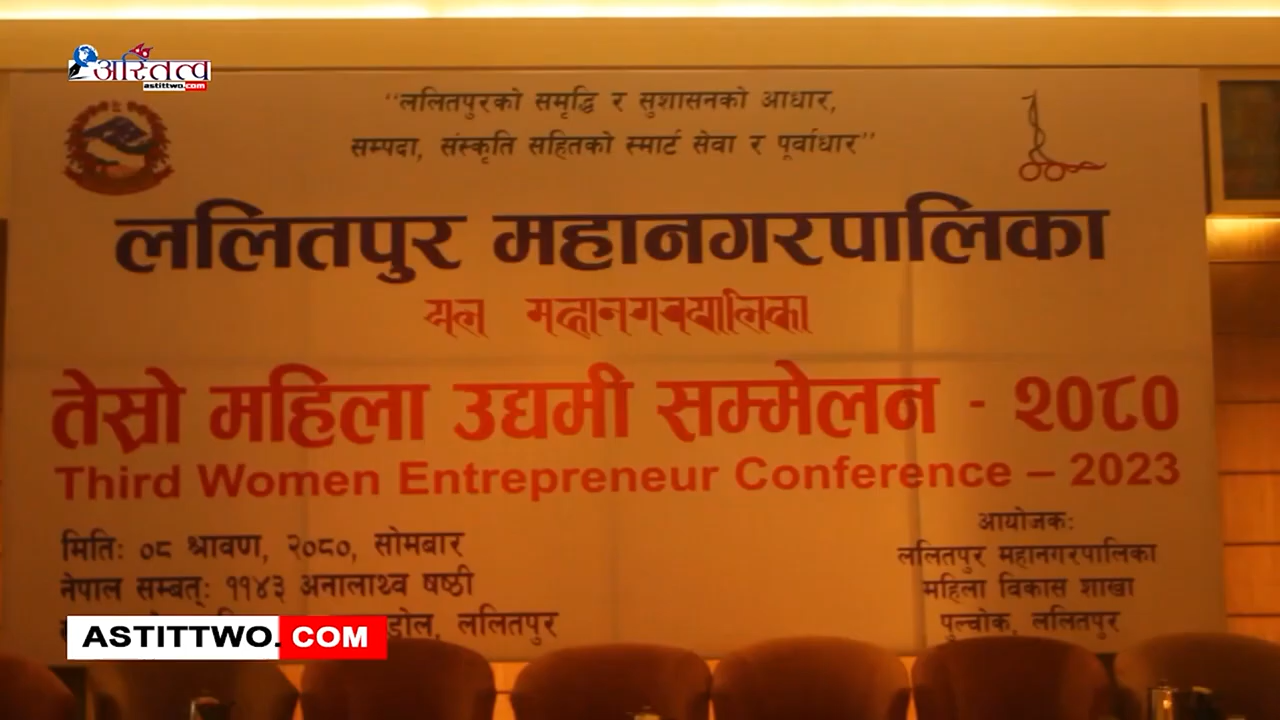 अस्तित्व
astittwo.com
“ललितपुरको समृद्धि र सुशासनको आधार,
सम्पदा, संस्कृति सहितको स्मार्ट सेवा र पूर्वाधार”
ललितपुर महानगरपालिका
तेस्रो महिला उद्यमी सम्मेलन - २०८०
Third Women Entrepreneur Conference – 2023
मितिः ०८ श्रावण, २०८०, सोमबार
नेपाल सम्बत्ः ११४३ अनालाथ्व षष्ठी
ललितपुर
आयोजकः
ललितपुर महानगरपालिका
महिला विकास शाखा
पुल्चोक, ललितपुर
ASTITTWO.COM